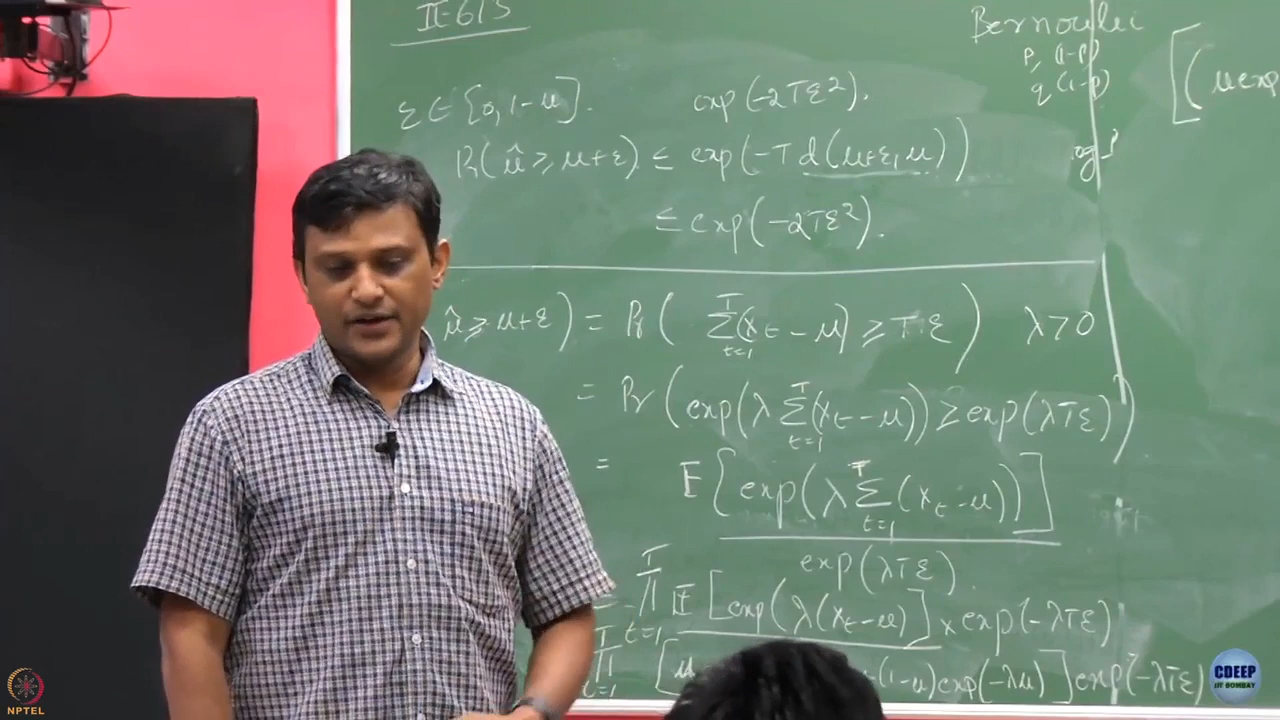 II-615
ε ∈ [0, 1-μ]. exp(-2Tε²).
Pr(μ̂ ≥ μ+ε) ≤ exp(-T d(μ+ε, μ))
≤ exp(-2Tε²).
μ̂ ≥ μ+ε) = Pr( Σ_{t=1}^{T} (x_t - μ) ≥ Tε ) λ>0
= Pr( exp(λ Σ_{t=1}^{T} (x_t - μ)) ≥ exp(λTε) )
= E[ exp(λ Σ_{t=1}^{T} (x_t - μ)) ]
exp(λTε).
= Π_{t=1}^{T} E[exp(λ(x_t - μ)] × exp(-λTε)
Π_{t=1}^{T} [μ (1-μ)exp(-λμ)] exp(-λTε)
Bernoulli
p, (1-p)
q (1-p)
[(μ exp
NPTEL
CDEEP
IIT BOMBAY